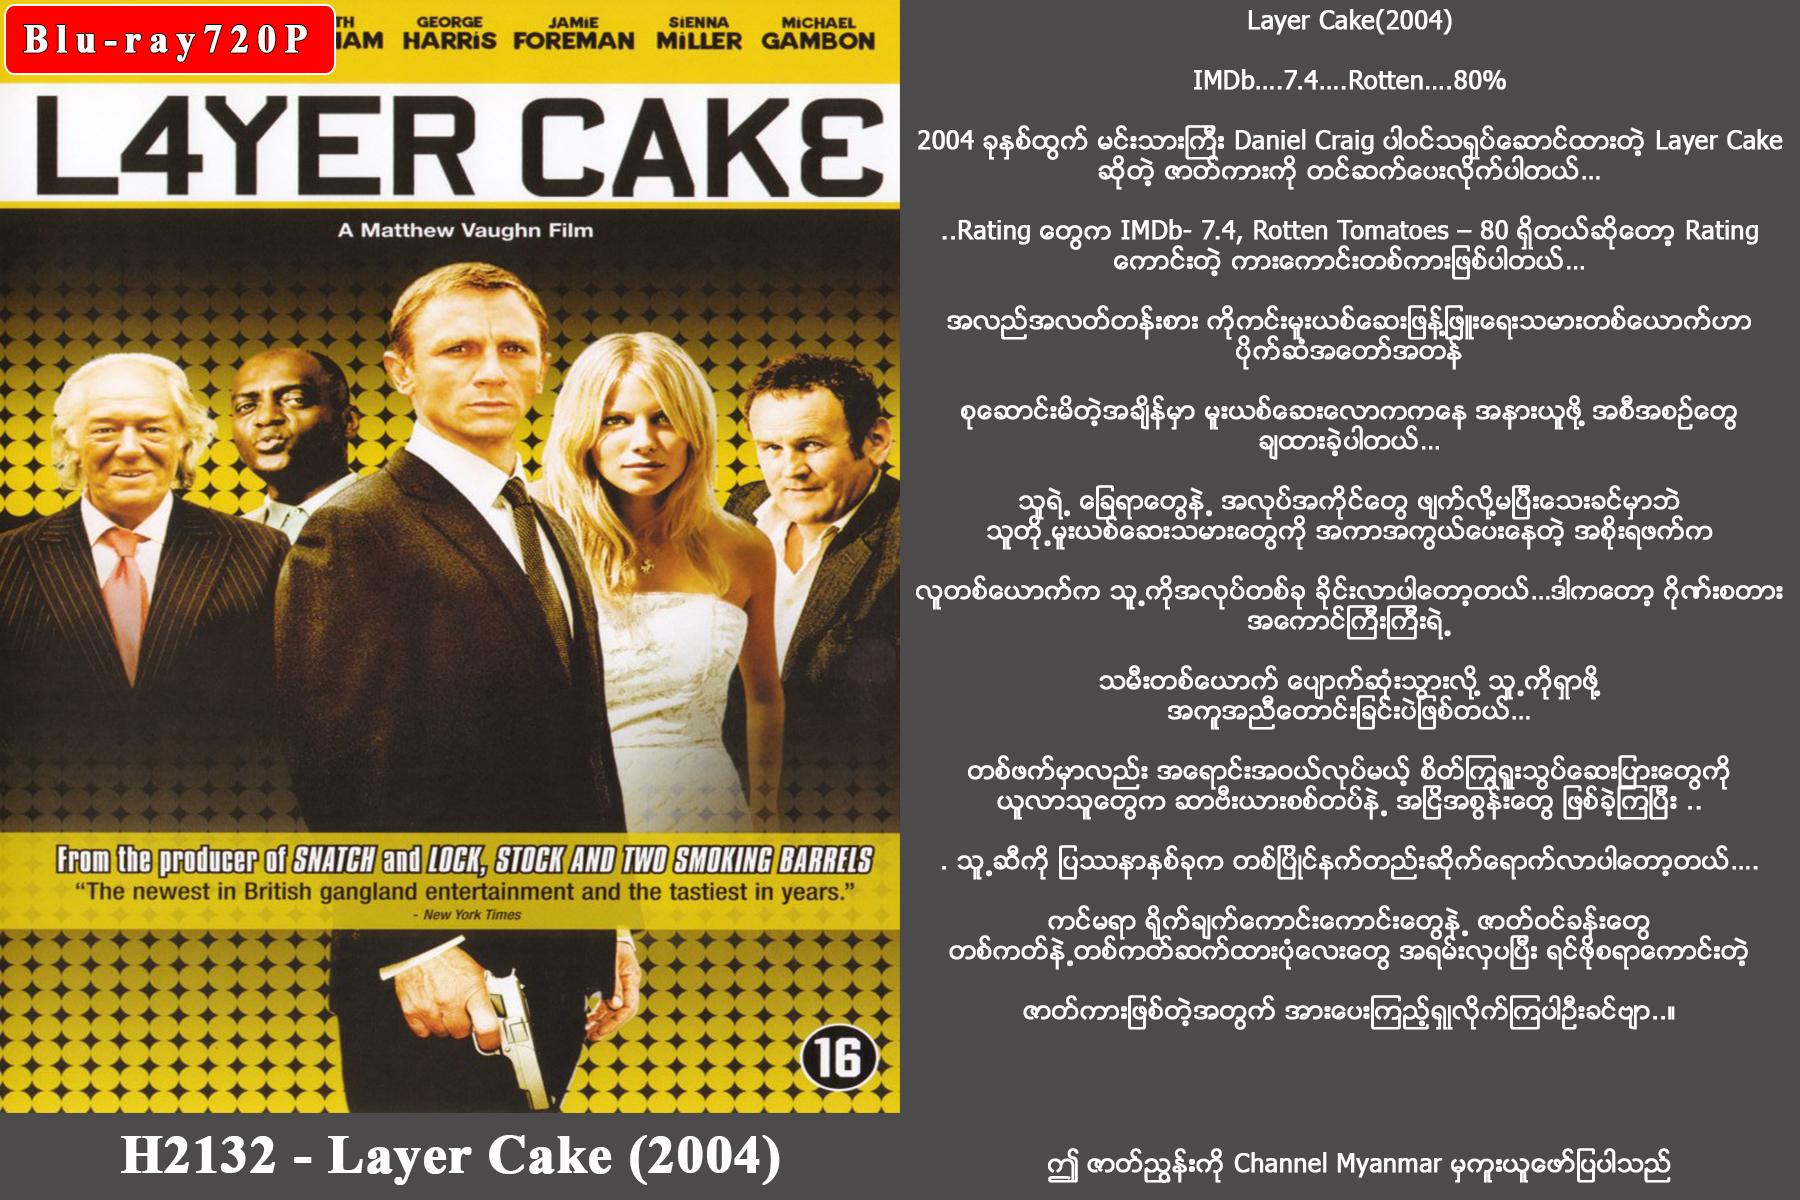 Blu-ray720P
GEORGE HARRIS
JAMIE FOREMAN
SIENNA MILLER
MICHAEL GAMBON
L4YER CAKE
A Matthew Vaughn Film
From the producer of SNATCH and LOCK, STOCK AND TWO SMOKING BARRELS
“The newest in British gangland entertainment and the tastiest in years.”
- New York Times
16
H2132 - Layer Cake (2004)
Layer Cake(2004)
IMDb....7.4....Rotten....80%
2004 ခုနှစ်ထွက် မင်းသားကြီး Daniel Craig ပါဝင်သရုပ်ဆောင်ထားတဲ့ Layer Cake
ဆိုတဲ့ ဇာတ်ကားကို တင်ဆက်ပေးလိုက်ပါတယ်...
..Rating တွေက IMDb- 7.4, Rotten Tomatoes – 80 ရှိတယ်ဆိုတော့ Rating
ကောင်းတဲ့ ကားကောင်းတစ်ကားဖြစ်ပါတယ်...
အလည်အလတ်တန်းစား ကိုကင်းမူးယစ်ဆေးဖြန့်ဖြူးရေးသမားတစ်ယောက်ဟာ
ပိုက်ဆံအတော်အတန်
စုဆောင်းမိတဲ့အချိန်မှာ မူးယစ်ဆေးလောကကနေ အနားယူဖို့ အစီအစဉ်တွေ
ချထားခဲ့ပါတယ်...
သူရဲ့ ခြေရာတွေနဲ့ အလုပ်အကိုင်တွေ ဖျက်လို့မပြီးသေးခင်မှာဘဲ
သူတို့မူးယစ်ဆေးသမားတွေကို အကာအကွယ်ပေးနေတဲ့ အစိုးရဖက်က
လူတစ်ယောက်က သူ့ကိုအလုပ်တစ်ခု ခိုင်းလာပါတော့တယ်...ဒါကတော့ ဂိုဏ်းစတား
အကောင်ကြီးကြီးရဲ့
သမီးတစ်ယောက် ပျောက်ဆုံးသွားလို့ သူ့ကိုရှာဖို့
အကူအညီတောင်းခြင်းပဲဖြစ်တယ်...
တစ်ဖက်မှာလည်း အရောင်းအဝယ်လုပ်မယ့် စိတ်ကြွရူးသွပ်ဆေးပြားတွေကို
ယူလာသူတွေက ဆာဗီးယားစစ်တပ်နဲ့ အငြိအစွန်းတွေ ဖြစ်ခဲ့ကြပြီး ..
. သူ့ဆီကို ပြဿနာနှစ်ခုက တစ်ပြိုင်နက်တည်းဆိုက်ရောက်လာပါတော့တယ်....
ကင်မရာ ရိုက်ချက်ကောင်းကောင်းတွေနဲ့ ဇာတ်ဝင်ခန်းတွေ
တစ်ကတ်နဲ့တစ်ကတ်ဆက်ထားပုံလေးတွေ အရမ်းလှပပြီး ရင်ဖိုစရာကောင်းတဲ့
ဇာတ်ကားဖြစ်တဲ့အတွက် အားပေးကြည့်ရှုလိုက်ကြပါဦးခင်ဗျာ..။
ဤ ဇာတ်ညွှန်းကို Channel Myanmar မှကူးယူဖော်ပြပါသည်